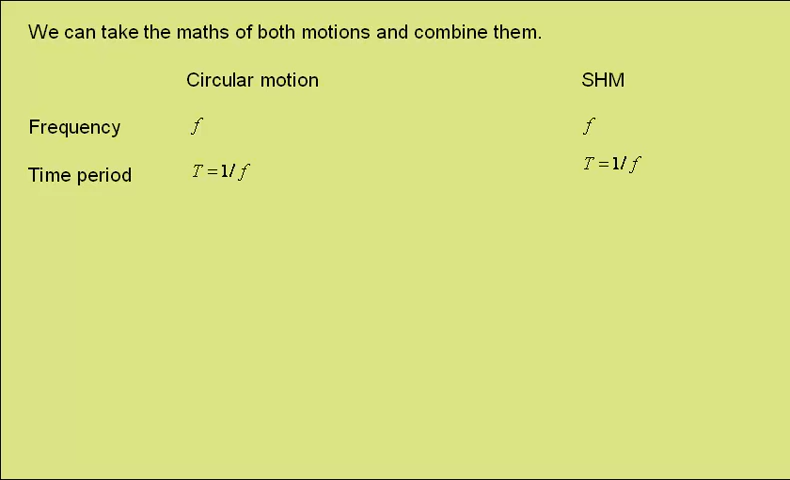 We can take the maths of both motions and combine them.
Circular motion SHM
Frequency f f
Time period T = 1/ f T = 1/ f